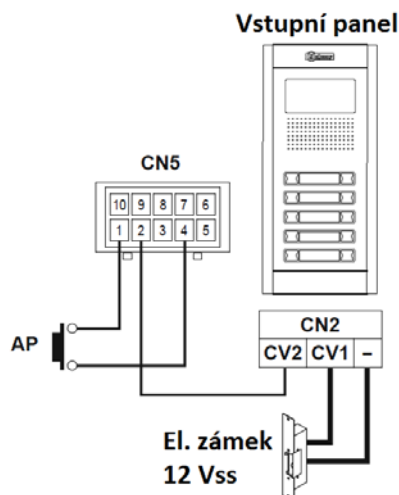 Vstupní panel
CN5
10 9 8 7 6
1 2 3 4 5
AP
CN2
CV2 CV1 –
El. zámek
12 Vss